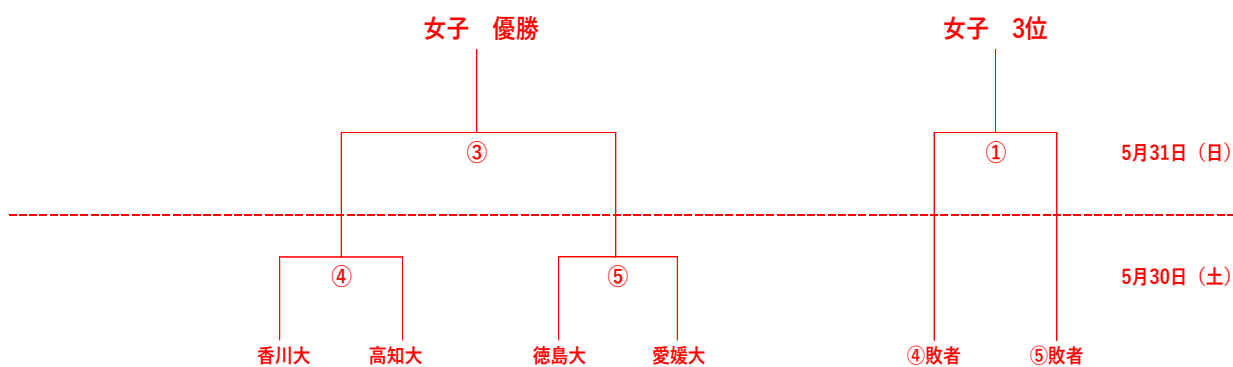 女子　優勝
女子　3位
③
①
5月31日（日）
④
⑤
5月30日（土）
香川大
高知大
徳島大
愛媛大
④敗者
⑤敗者